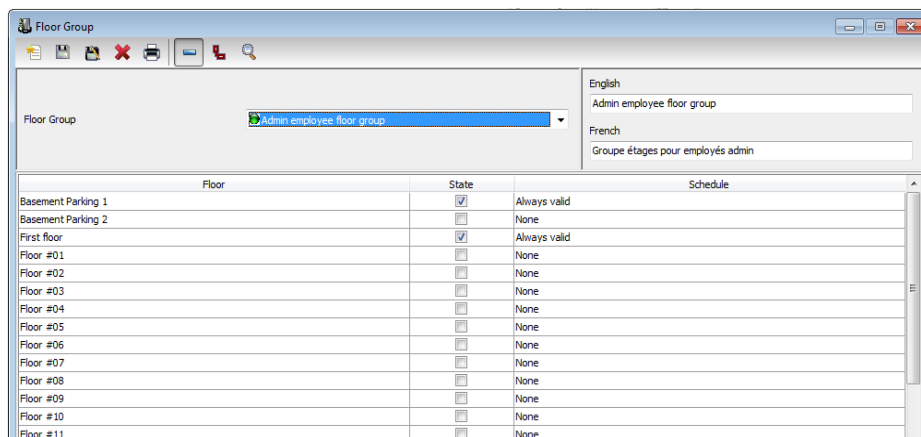 Floor Group
English
Admin employee floor group
Floor Group Admin employee floor group
French
Groupe étages pour employés admin
Floor State Schedule
Basement Parking 1 Always valid
Basement Parking 2 None
First floor Always valid
Floor #01 None
Floor #02 None
Floor #03 None
Floor #04 None
Floor #05 None
Floor #06 None
Floor #07 None
Floor #08 None
Floor #09 None
Floor #10 None
Floor #11 None